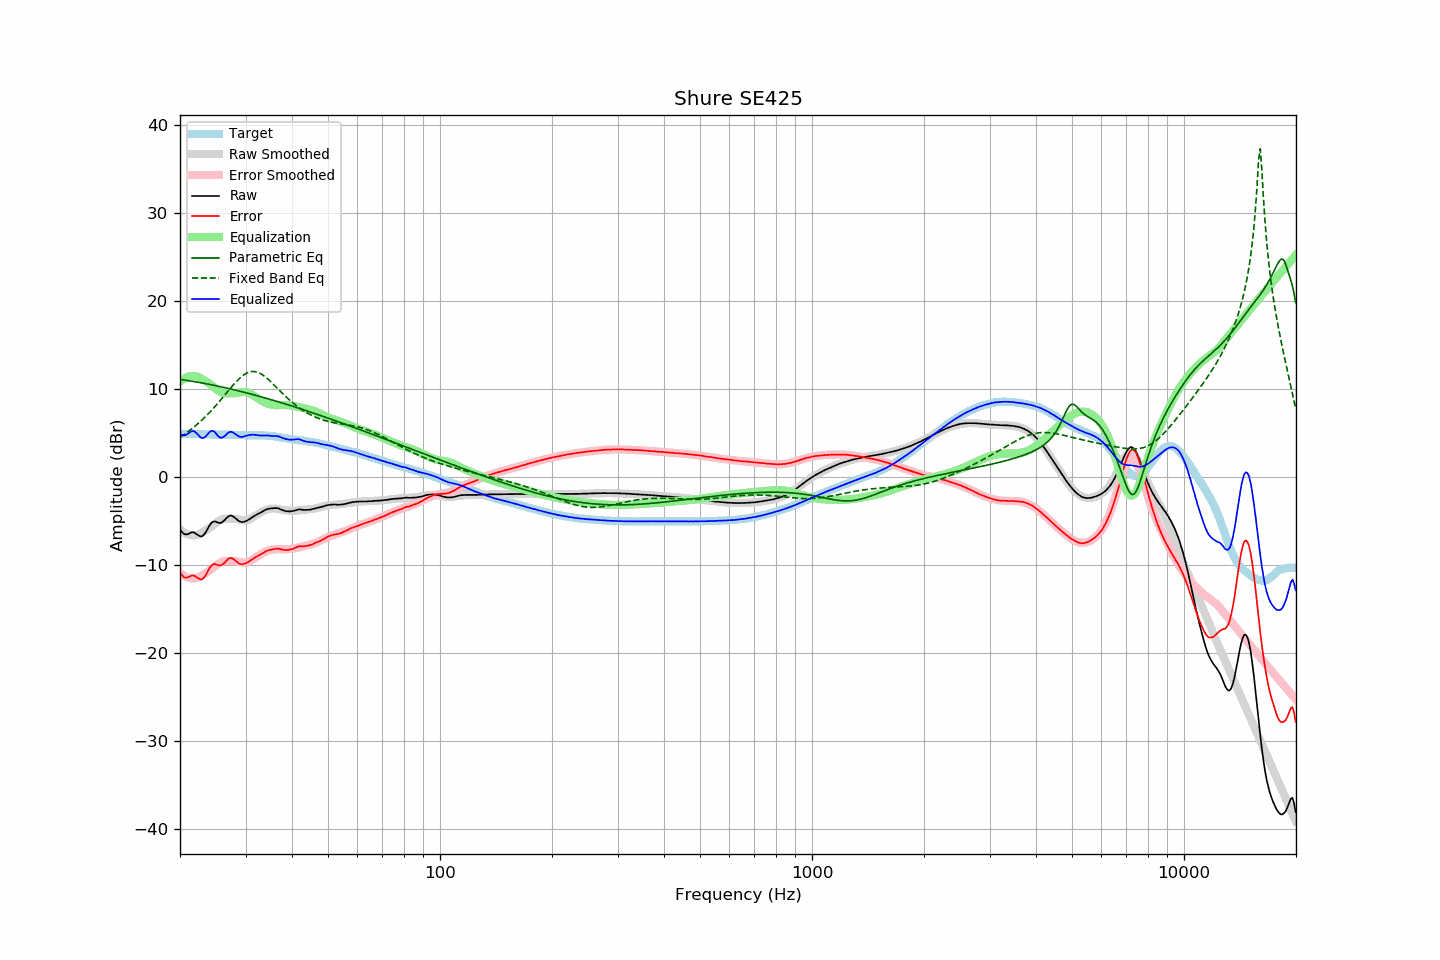 Shure SE425
40
30
20
10
0
−10
−20
−30
−40
Amplitude (dBr)
Target
Raw Smoothed
Error Smoothed
Raw
Error
Equalization
Parametric Eq
Fixed Band Eq
Equalized
100
1000
10000
Frequency (Hz)